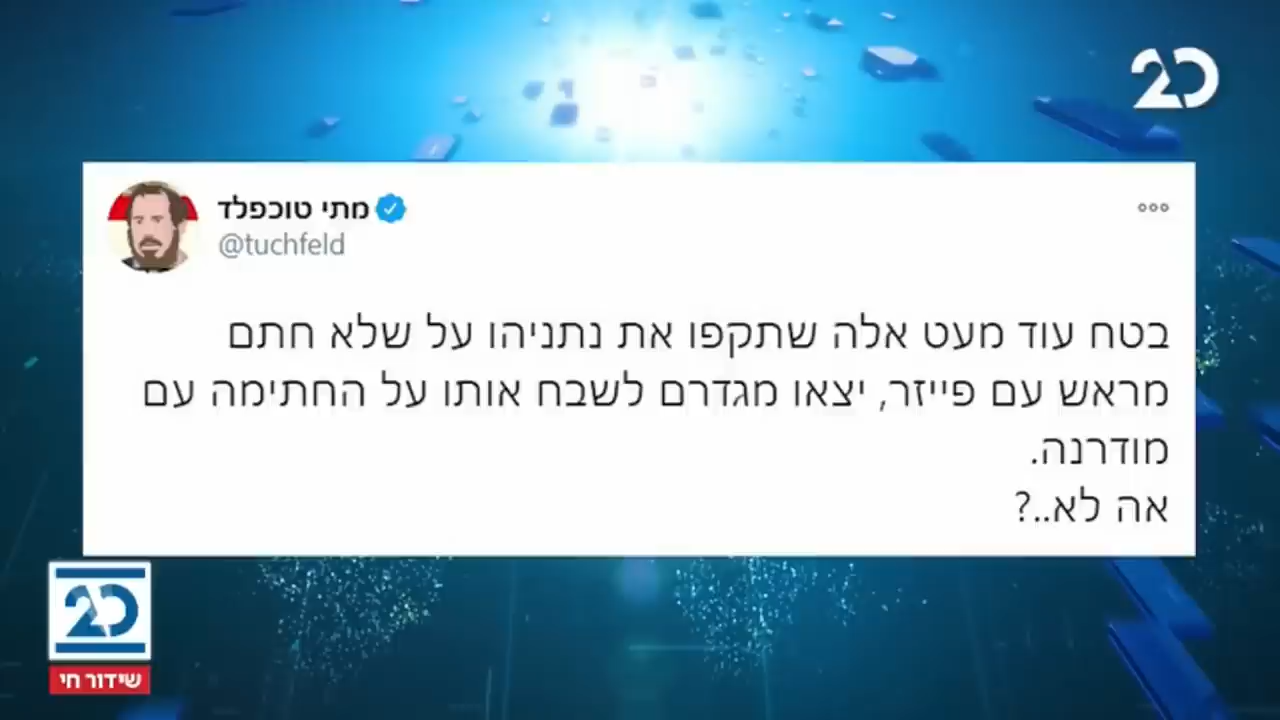 20
מתי טוכפלד
@tuchfeld
בטח עוד מעט אלה שתקפו את נתניהו על שלא חתם
מראש עם פייזר, יצאו מגדרם לשבח אותו על החתימה עם
מודרנה.
אה לא..?
20
שידור חי